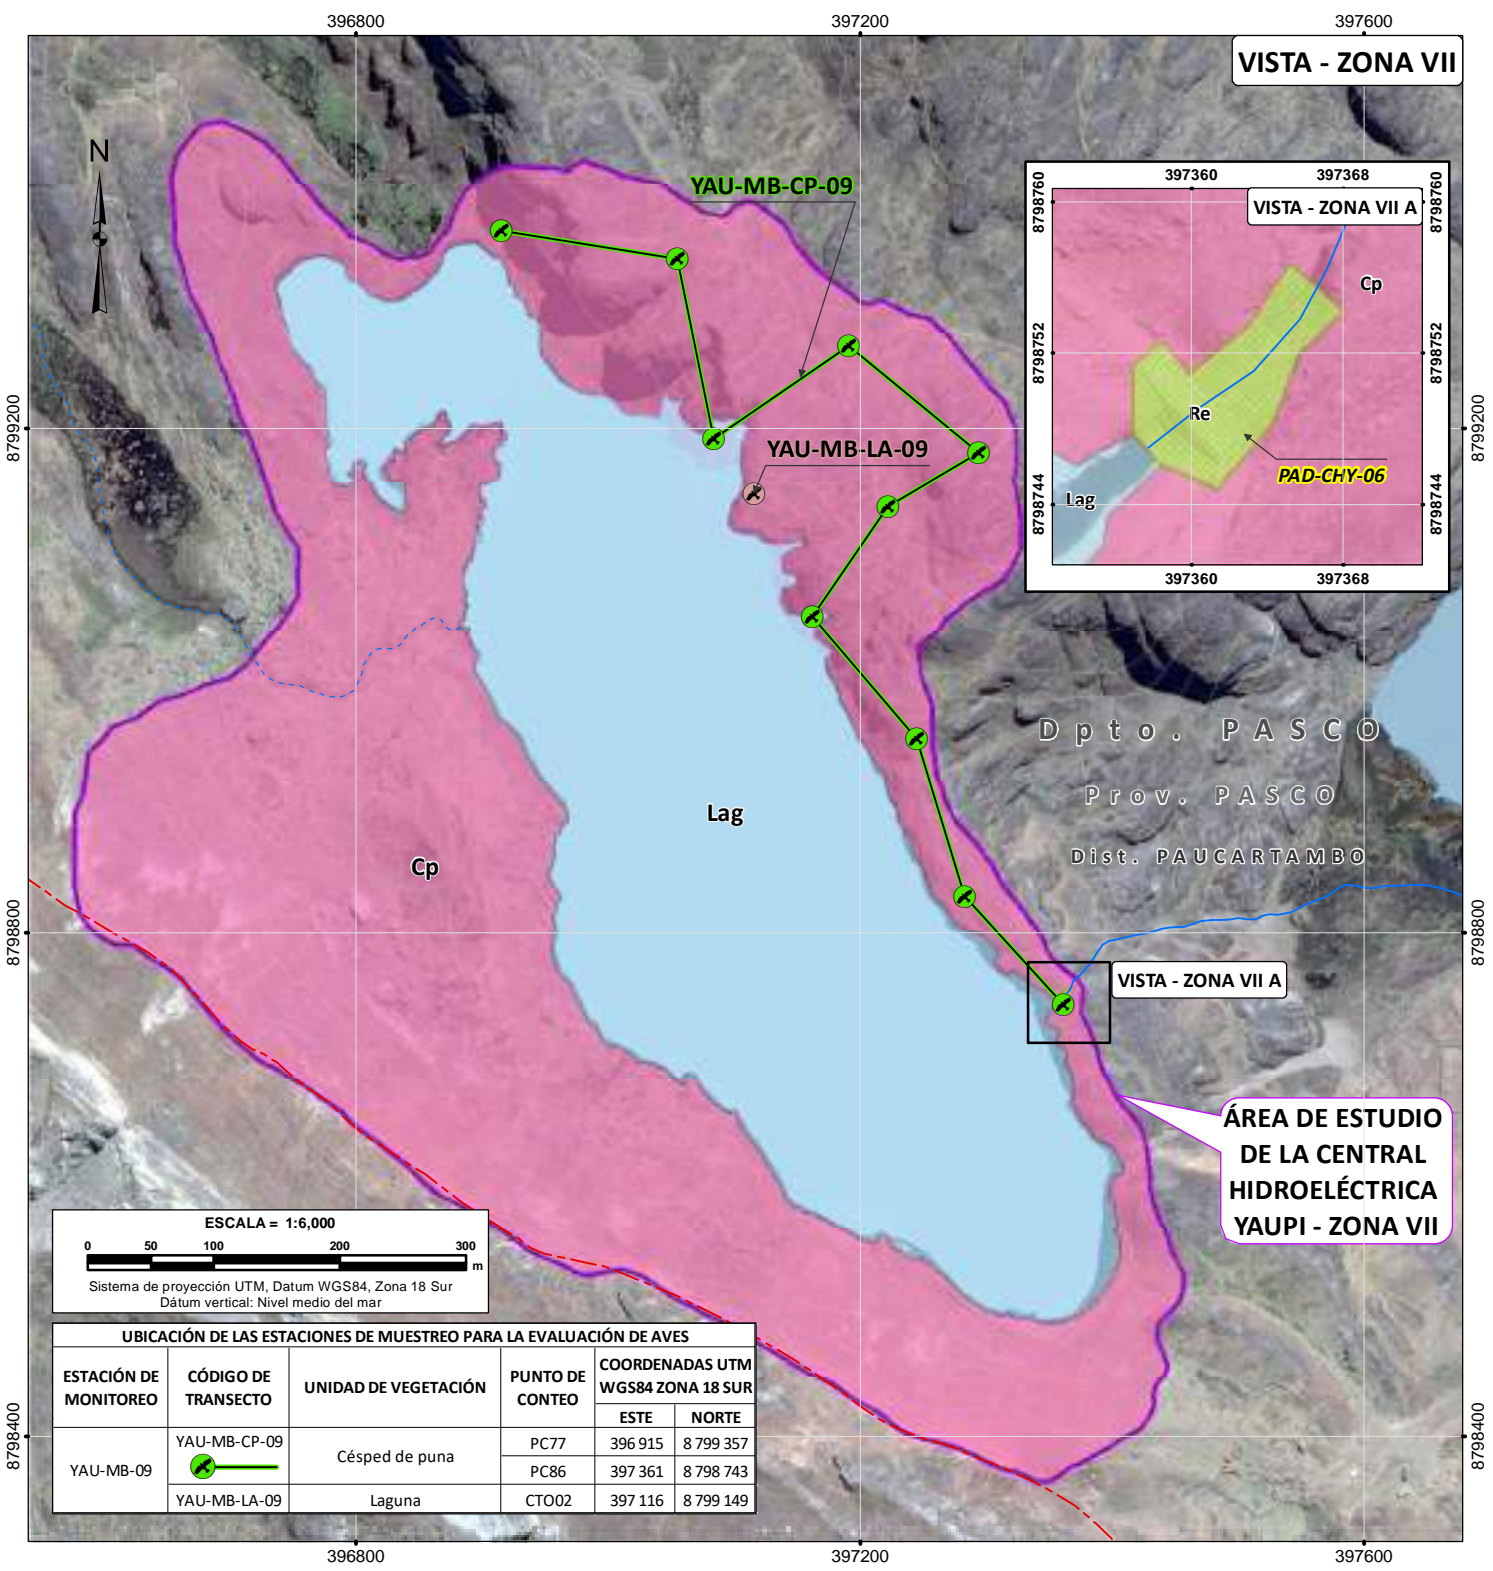 396800 397200 397600
VISTA - ZONA VII
N
YAU-MB-CP-09
397360 397368
8798760 8798760
VISTA - ZONA VII A
Cp
8798752 8798752
Re
PAD-CHY-06
Lag
8798744 8798744
397360 397368
8799200 8799200
YAU-MB-LA-09
Dpto. PASCO
Prov. PASCO
Dist. PAUCARTAMBO
Lag
Cp
8798800 8798800
VISTA - ZONA VII A
ÁREA DE ESTUDIO
DE LA CENTRAL
HIDROELÉCTRICA
YAUPI - ZONA VII
ESCALA = 1:6,000
0 50 100 200 300
m
Sistema de proyección UTM, Datum WGS84, Zona 18 Sur
Dátum vertical: Nivel medio del mar
UBICACIÓN DE LAS ESTACIONES DE MUESTREO PARA LA EVALUACIÓN DE AVES
ESTACIÓN DE MONITOREO CÓDIGO DE TRANSECTO UNIDAD DE VEGETACIÓN PUNTO DE CONTEO COORDENADAS UTM WGS84 ZONA 18 SUR
ESTE NORTE
YAU-MB-09 YAU-MB-CP-09 Césped de puna PC77 396 915 8 799 357
PC86 397 361 8 798 743
YAU-MB-LA-09 Laguna CTO02 397 116 8 799 149
8798400 8798400
396800 397200 397600